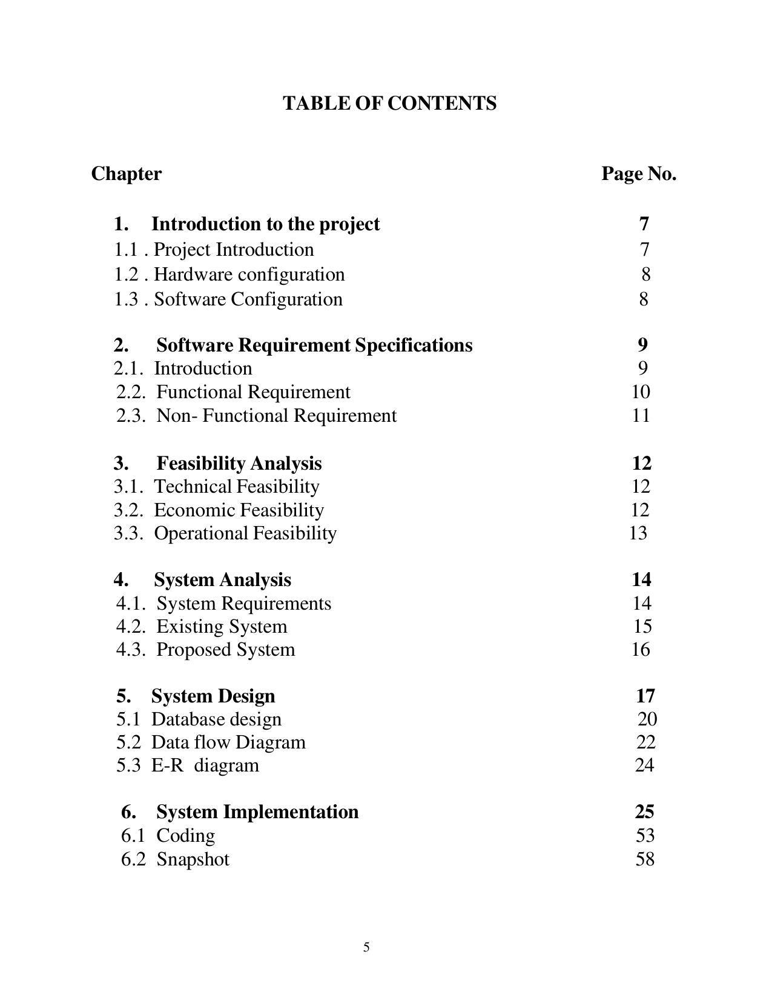 TABLE OF CONTENTS
Chapter Page No.
1. Introduction to the project 7
1.1 . Project Introduction 7
1.2 . Hardware configuration 8
1.3 . Software Configuration 8
2. Software Requirement Specifications 9
2.1. Introduction 9
2.2. Functional Requirement 10
2.3. Non- Functional Requirement 11
3. Feasibility Analysis 12
3.1. Technical Feasibility 12
3.2. Economic Feasibility 12
3.3. Operational Feasibility 13
4. System Analysis 14
4.1. System Requirements 14
4.2. Existing System 15
4.3. Proposed System 16
5. System Design 17
5.1 Database design 20
5.2 Data flow Diagram 22
5.3 E-R diagram 24
6. System Implementation 25
6.1 Coding 53
6.2 Snapshot 58
5